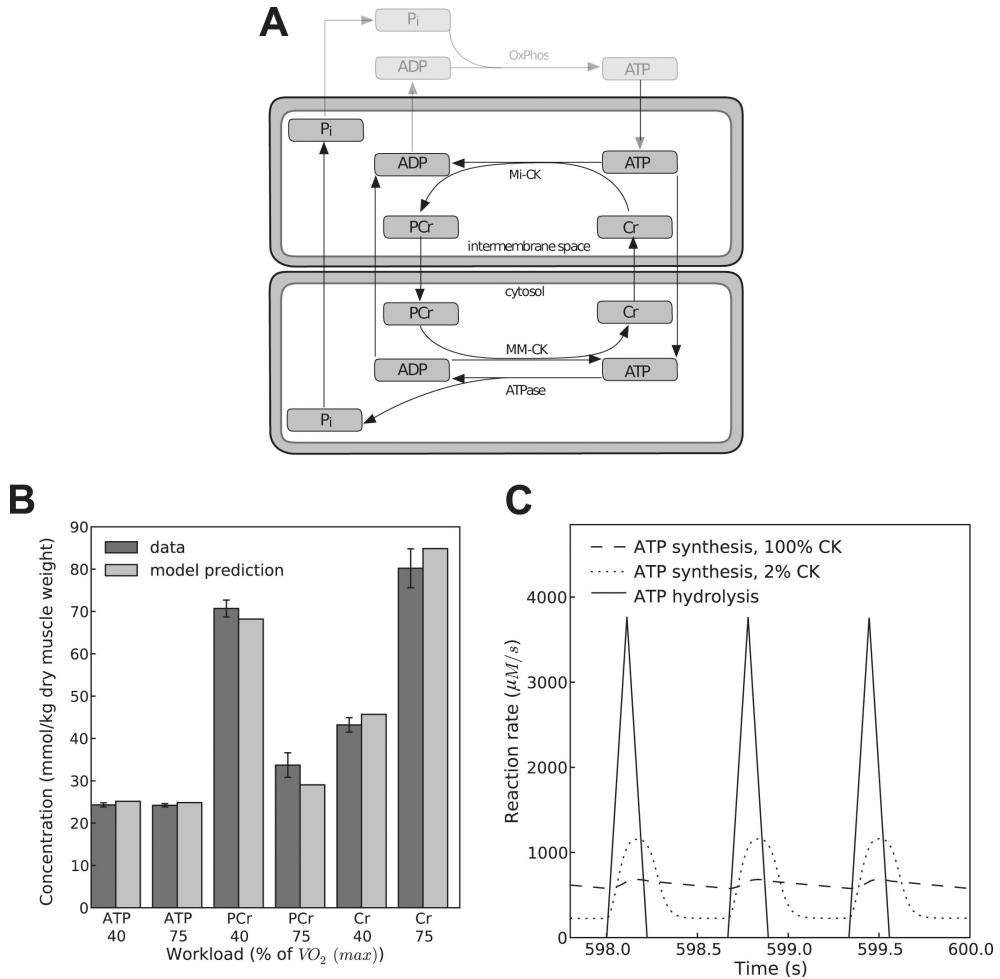 A
Pi
OxPhos
ADP
ATP
Pi
ADP
ATP
Mi-CK
PCr
Cr
intermembrane space
cytosol
PCr
Cr
MM-CK
ADP
ATP
ATPase
Pi
B
90
80
70
60
50
40
30
20
10
0
Concentration (mmol/kg dry muscle weight)
data
model prediction
ATP ATP PCr PCr Cr Cr
40 75 40 75 40 75
Workload (% of VO2 (max))
C
ATP synthesis, 100% CK
ATP synthesis, 2% CK
ATP hydrolysis
4000
3000
2000
1000
0
Reaction rate (μM/s)
598.0 598.5 599.0 599.5 600.0
Time (s)